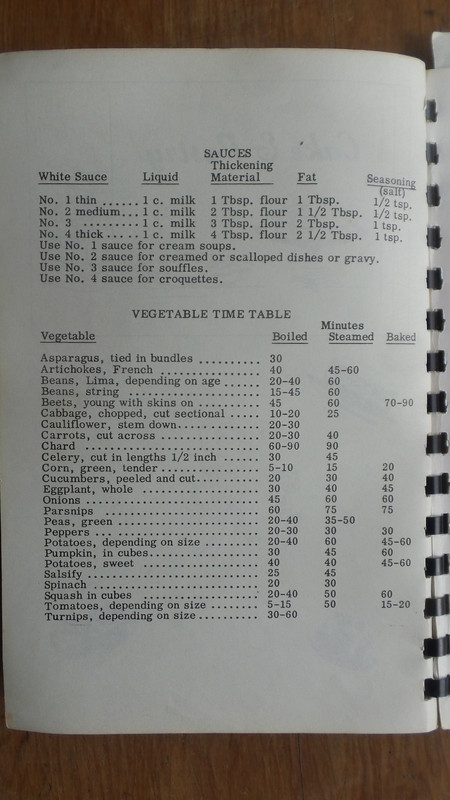 SAUCES
Thickening
White Sauce Liquid Material Fat Seasoning
(salt)
No. 1 thin ...... 1 c. milk 1 Tbsp. flour 1 Tbsp. 1/2 tsp.
No. 2 medium... 1 c. milk 2 Tbsp. flour 1 1/2 Tbsp. 1/2 tsp.
No. 3 ......... 1 c. milk 3 Tbsp. flour 2 Tbsp. 1 tsp.
No. 4 thick ..... 1 c. milk 4 Tbsp. flour 2 1/2 Tbsp. 1 tsp.
Use No. 1 sauce for cream soups.
Use No. 2 sauce for creamed or scalloped dishes or gravy.
Use No. 3 sauce for souffles.
Use No. 4 sauce for croquettes.
VEGETABLE TIME TABLE
Minutes
Vegetable Boiled Steamed Baked
Asparagus, tied in bundles .......... 30
Artichokes, French ................ 40 45-60
Beans, Lima, depending on age ...... 20-40 60
Beans, string ..................... 15-45 60
Beets, young with skins on .......... 45 60 70-90
Cabbage, chopped, cut sectional ..... 10-20 25
Cauliflower, stem down............. 20-30
Carrots, cut across ................ 20-30 40
Chard ............................ 60-90 90
Celery, cut in lengths 1/2 inch ....... 30 45
Corn, green, tender ................ 5-10 15 20
Cucumbers, peeled and cut.......... 20 30 40
Eggplant, whole ................... 30 40 45
Onions ............................ 45 60 60
Parsnips .......................... 60 75 75
Peas, green ....................... 20-40 35-50
Peppers ... ....................... 20-30 30 30
Potatoes, depending on size ......... 20-40 60 45-60
Pumpkin, in cubes.................. 30 45 60
Potatoes, sweet ................... 40 40 45-60
Salsify ............................ 25 45
Spinach ........................... 20 30
Squash in cubes ................... 20-40 50 60
Tomatoes, depending on size ........ 5-15 50 15-20
Turnips, depending on size.......... 30-60